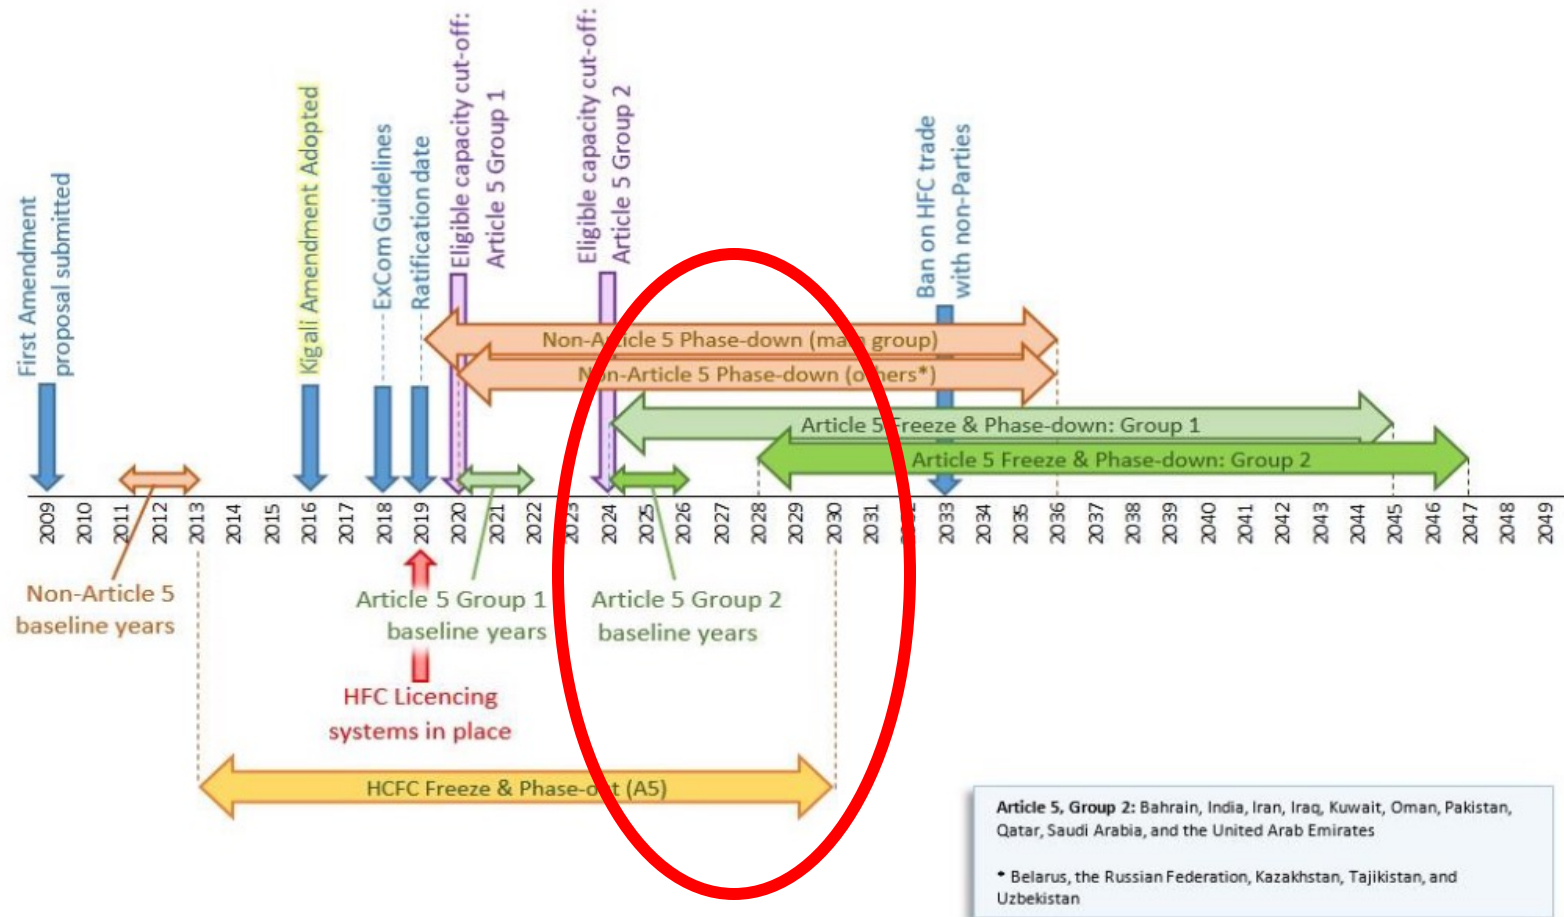 First Amendment
proposal submitted
Kigali Amendment Adopted
ExCom Guidelines
Ratification date
Eligible capacity cut-off:
Article 5 Group 1
Eligible capacity cut-off:
Article 5 Group 2
Ban on HFC trade
with non-Parties
Non-Article 5 Phase-down (main group)
Non-Article 5 Phase-down (others*)
Article 5 Freeze & Phase-down: Group 1
Article 5 Freeze & Phase-down: Group 2
2009 2010 2011 2012 2013 2014 2015 2016 2017 2018 2019 2020 2021 2022 2023 2024 2025 2026 2027 2028 2029 2030 2031 2032 2033 2034 2035 2036 2037 2038 2039 2040 2041 2042 2043 2044 2045 2046 2047 2048 2049
Non-Article 5
baseline years
Article 5 Group 1
baseline years
Article 5 Group 2
baseline years
HFC Licencing
systems in place
HCFC Freeze & Phase-out (A5)
Article 5, Group 2: Bahrain, India, Iran, Iraq, Kuwait, Oman, Pakistan,
Qatar, Saudi Arabia, and the United Arab Emirates
* Belarus, the Russian Federation, Kazakhstan, Tajikistan, and
Uzbekistan